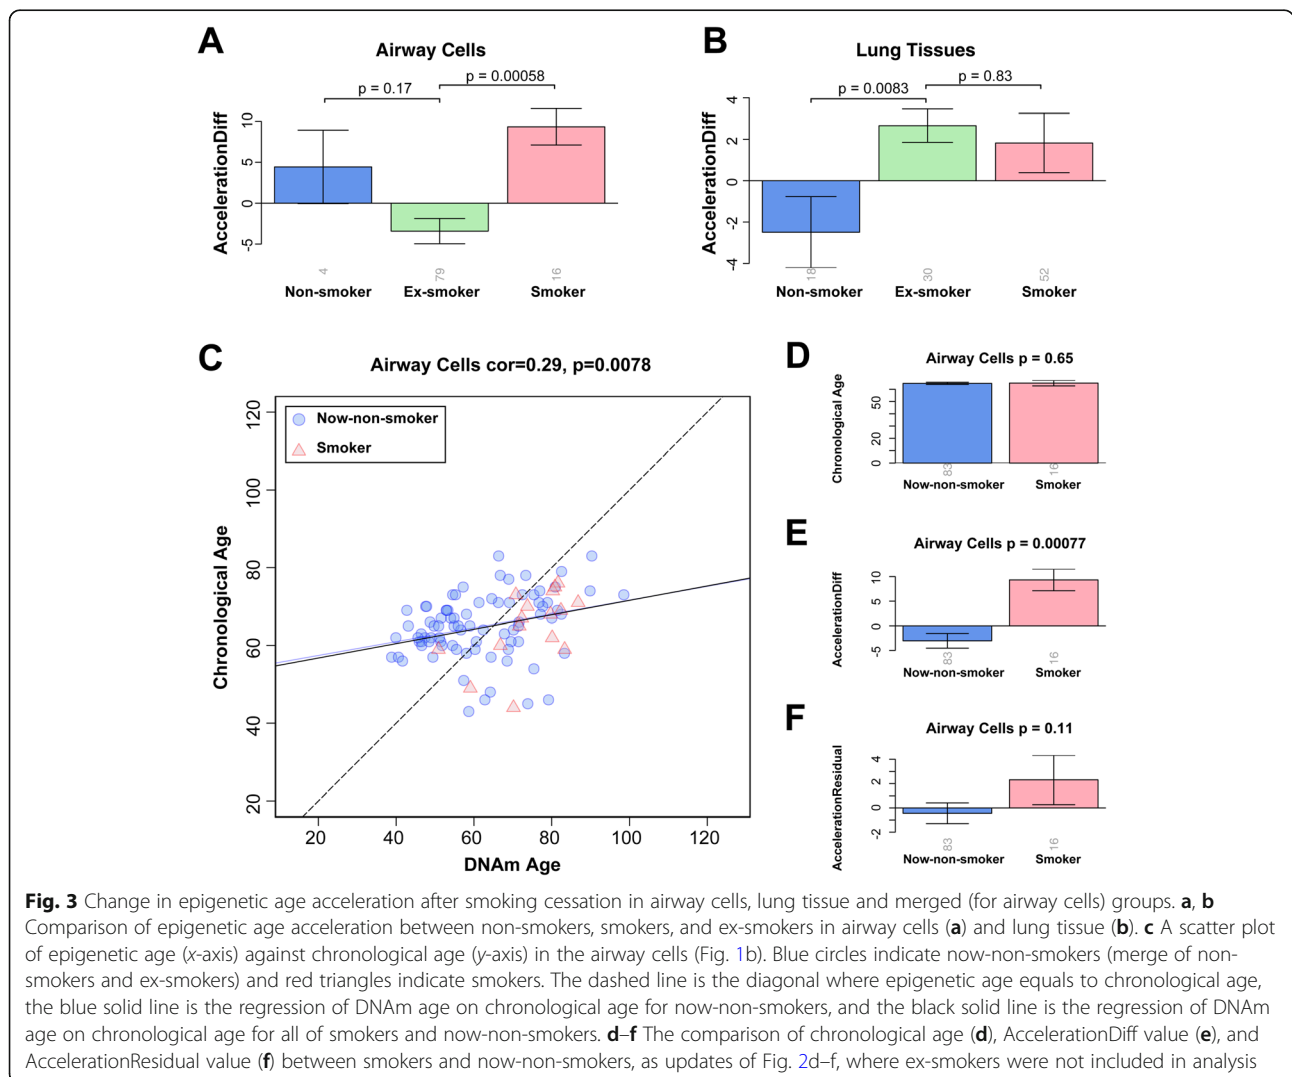 A
Airway Cells
p = 0.17
p = 0.00058
AccelerationDiff
10
5
0
-5
4
79
16
Non-smoker
Ex-smoker
Smoker
B
Lung Tissues
p = 0.0083
p = 0.83
AccelerationDiff
4
2
0
-2
-4
18
30
52
Non-smoker
Ex-smoker
Smoker
C
Airway Cells cor=0.29, p=0.0078
Now-non-smoker
Smoker
Chronological Age
120
100
80
60
40
20
20
40
60
80
100
120
DNAm Age
D
Airway Cells p = 0.65
Chronological Age
50
20
0
83
16
Now-non-smoker
Smoker
E
Airway Cells p = 0.00077
AccelerationDiff
10
5
0
-5
83
16
Now-non-smoker
Smoker
F
Airway Cells p = 0.11
AccelerationResidual
4
2
0
-2
83
16
Now-non-smoker
Smoker
Fig. 3 Change in epigenetic age acceleration after smoking cessation in airway cells, lung tissue and merged (for airway cells) groups. a, b
Comparison of epigenetic age acceleration between non-smokers, smokers, and ex-smokers in airway cells (a) and lung tissue (b). c A scatter plot
of epigenetic age (x-axis) against chronological age (y-axis) in the airway cells (Fig. 1b). Blue circles indicate now-non-smokers (merge of non-
smokers and ex-smokers) and red triangles indicate smokers. The dashed line is the diagonal where epigenetic age equals to chronological age,
the blue solid line is the regression of DNAm age on chronological age for now-non-smokers, and the black solid line is the regression of DNAm
age on chronological age for all of smokers and now-non-smokers. d–f The comparison of chronological age (d), AccelerationDiff value (e), and
AccelerationResidual value (f) between smokers and now-non-smokers, as updates of Fig. 2d–f, where ex-smokers were not included in analysis